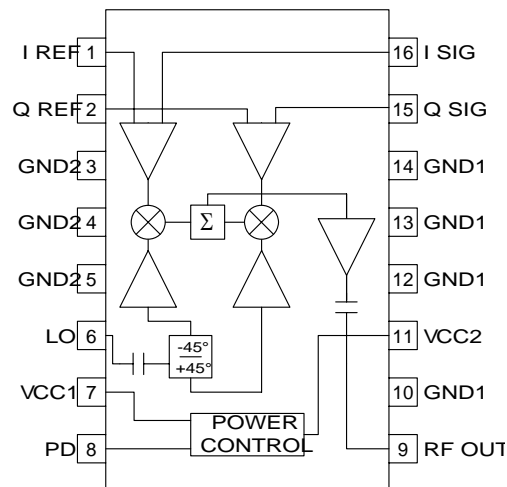 I REF 1
16 I SIG
Q REF 2
15 Q SIG
GND2 3
14 GND1
GND2 4
Σ
13 GND1
GND2 5
12 GND1
LO 6
-45°
+45°
11 VCC2
VCC1 7
10 GND1
POWER
CONTROL
PD 8
9 RF OUT